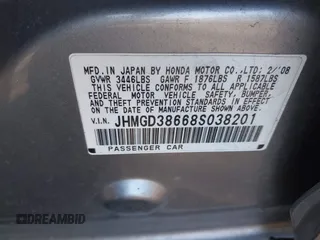 MFD. IN JAPAN BY HONDA MOTOR CO.,LTD: 2/'08
GVWR 3446LBS GAWR F 1876LBS R 1587LBS
THIS VEHICLE CONFORMS TO ALL APPLICABLE
FEDERAL MOTOR VEHICLE SAFETY, BUMPER,
AND THEFT PREVENTION STANDARDS IN
EFFECT ON THE DATE OF MANUFACTURE
SHOWN ABOVE.
V.I.N. JHMGD38668S038201
PASSENGER CAR
DREAMBID